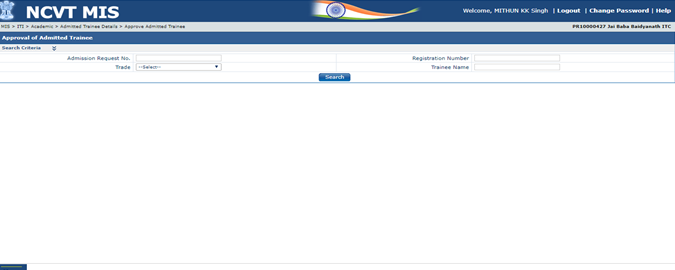 NCVT MIS
Welcome, MITHUN KK Singh | Logout | Change Password | Help
MIS > ITI > Academic > Admitted Trainee Details > Approve Admitted Trainee
PR10000427 Jai Baba Baidyanath ITC
Approval of Admitted Trainee
Search Criteria
Admission Request No.
Registration Number
Trade --Select--
Trainee Name
Search